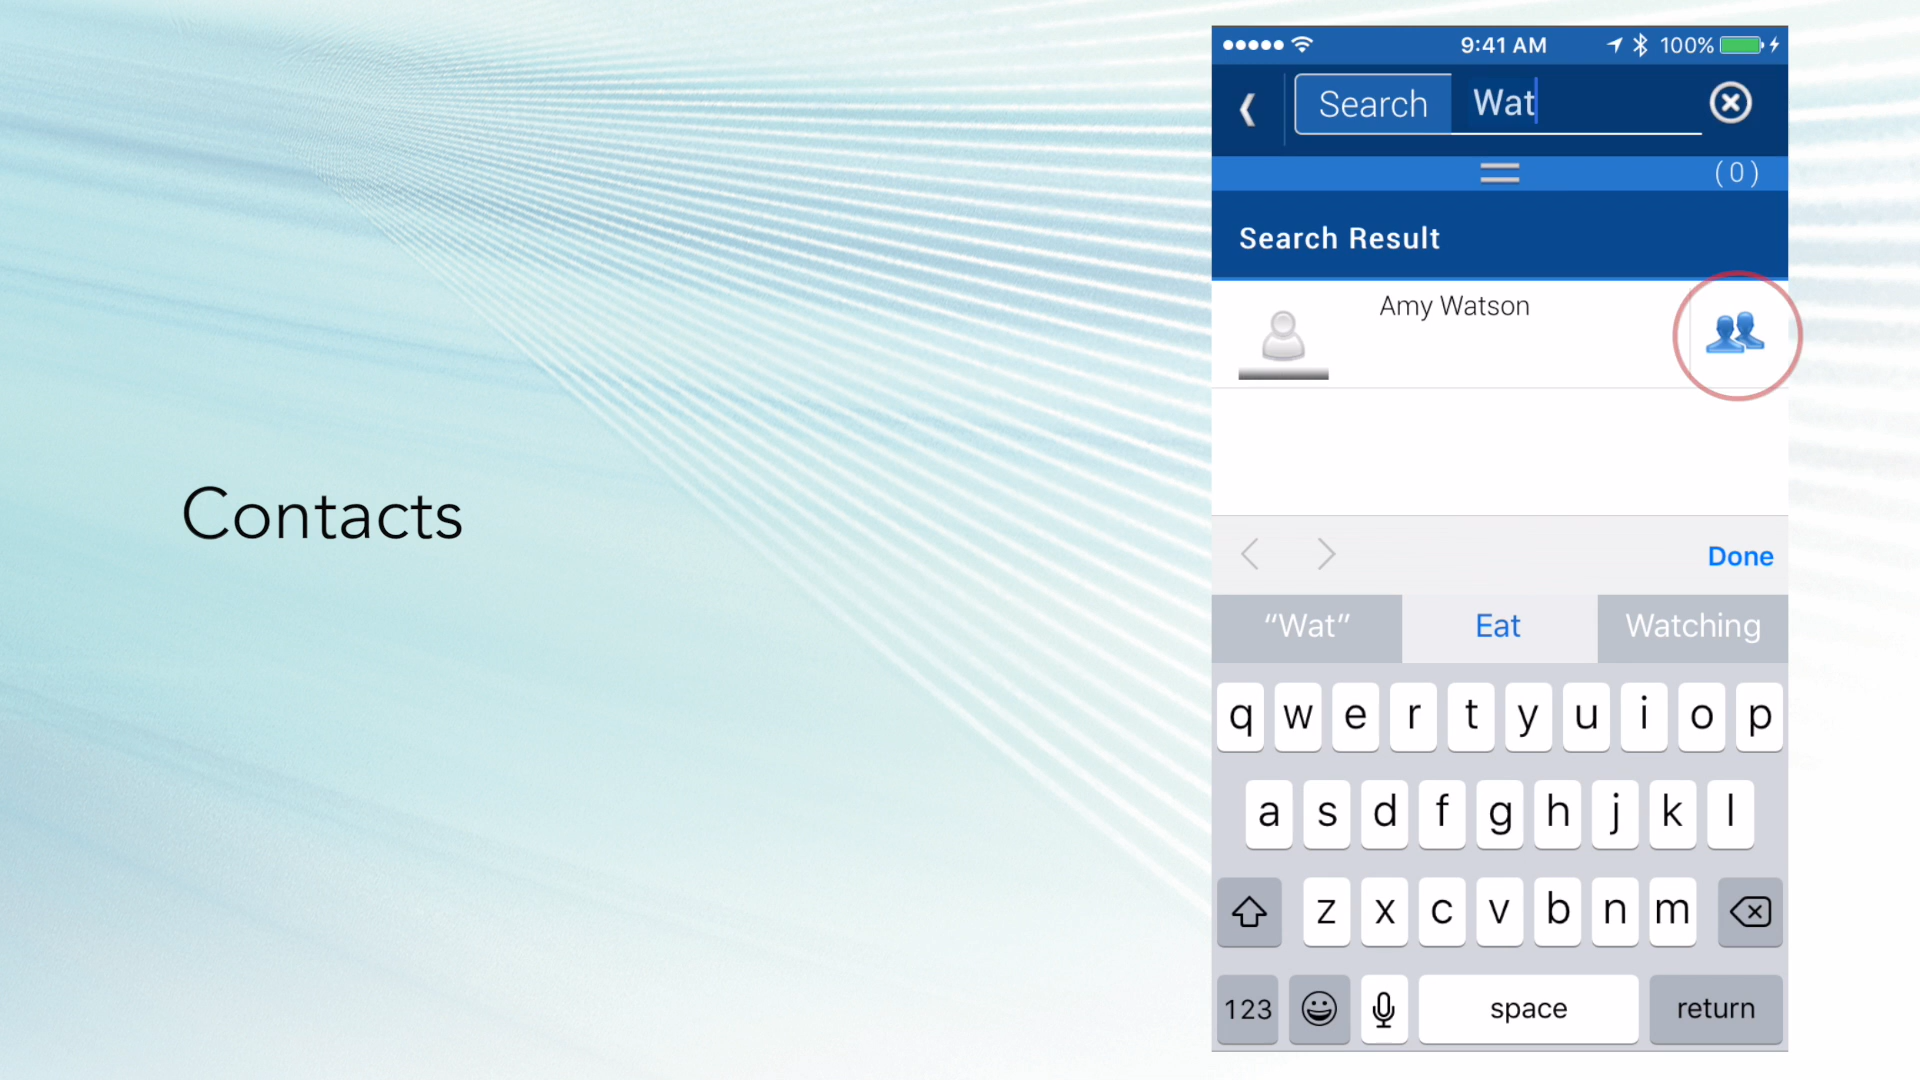 Contacts
9:41 AM 100%
Search Wat
(0)
Search Result
Amy Watson
Done
“Wat” Eat Watching
q w e r t y u i o p
a s d f g h j k l
z x c v b n m
123 space return